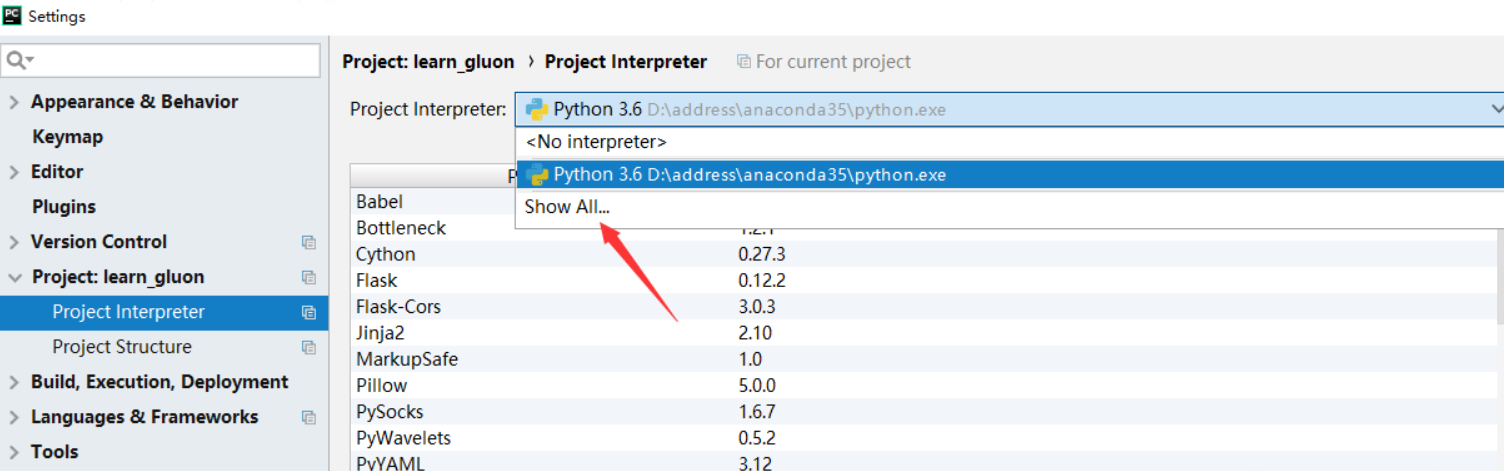 PC Settings
Project: learn_gluon › Project Interpreter For current project
Appearance & Behavior
Keymap
Editor
Plugins
Version Control
Project: learn_gluon
Project Interpreter
Project Structure
Build, Execution, Deployment
Languages & Frameworks
Tools
Project Interpreter: Python 3.6 D:\address\anaconda35\python.exe
<No interpreter>
Python 3.6 D:\address\anaconda35\python.exe
Show All...
Babel
Bottleneck 1.2.1
Cython 0.27.3
Flask 0.12.2
Flask-Cors 3.0.3
Jinja2 2.10
MarkupSafe 1.0
Pillow 5.0.0
PySocks 1.6.7
PyWavelets 0.5.2
PyYAML 3.12